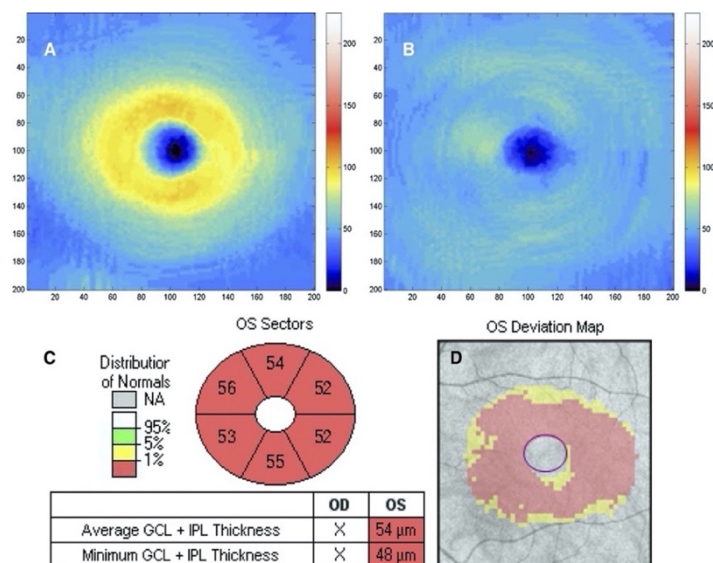 A
B
20
40
60
80
100
120
140
160
180
200
20 40 60 80 100 120 140 160 180 200
200
150
100
50
0
20
40
60
80
100
120
140
160
180
200
20 40 60 80 100 120 140 160 180 200
200
150
100
50
0
C
OS Sectors
Distribution
of Normals
NA
95%
5%
1%
54
56 52
53 52
55
OS Deviation Map
D
OD OS
Average GCL + IPL Thickness X 54 µm
Minimum GCL + IPL Thickness X 48 µm